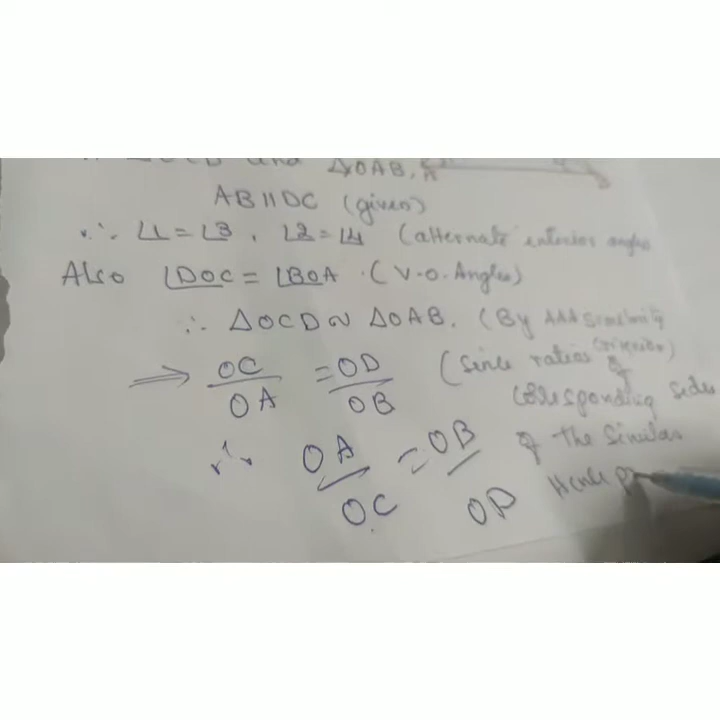 and ΔOAB, A
AB || DC (given)
∴ ∠1 = ∠3, ∠2 = ∠4 (alternate interior angles
Also ∠DOC = ∠BOA (V.O. Angles)
∴ ΔOCD ~ ΔOAB. (By AAA Similarity
criterion)
⟹ OC/OA = OD/OB (Since ratios of
corresponding sides
of the similar
∴ OA/OC = OB/OD
Hence p